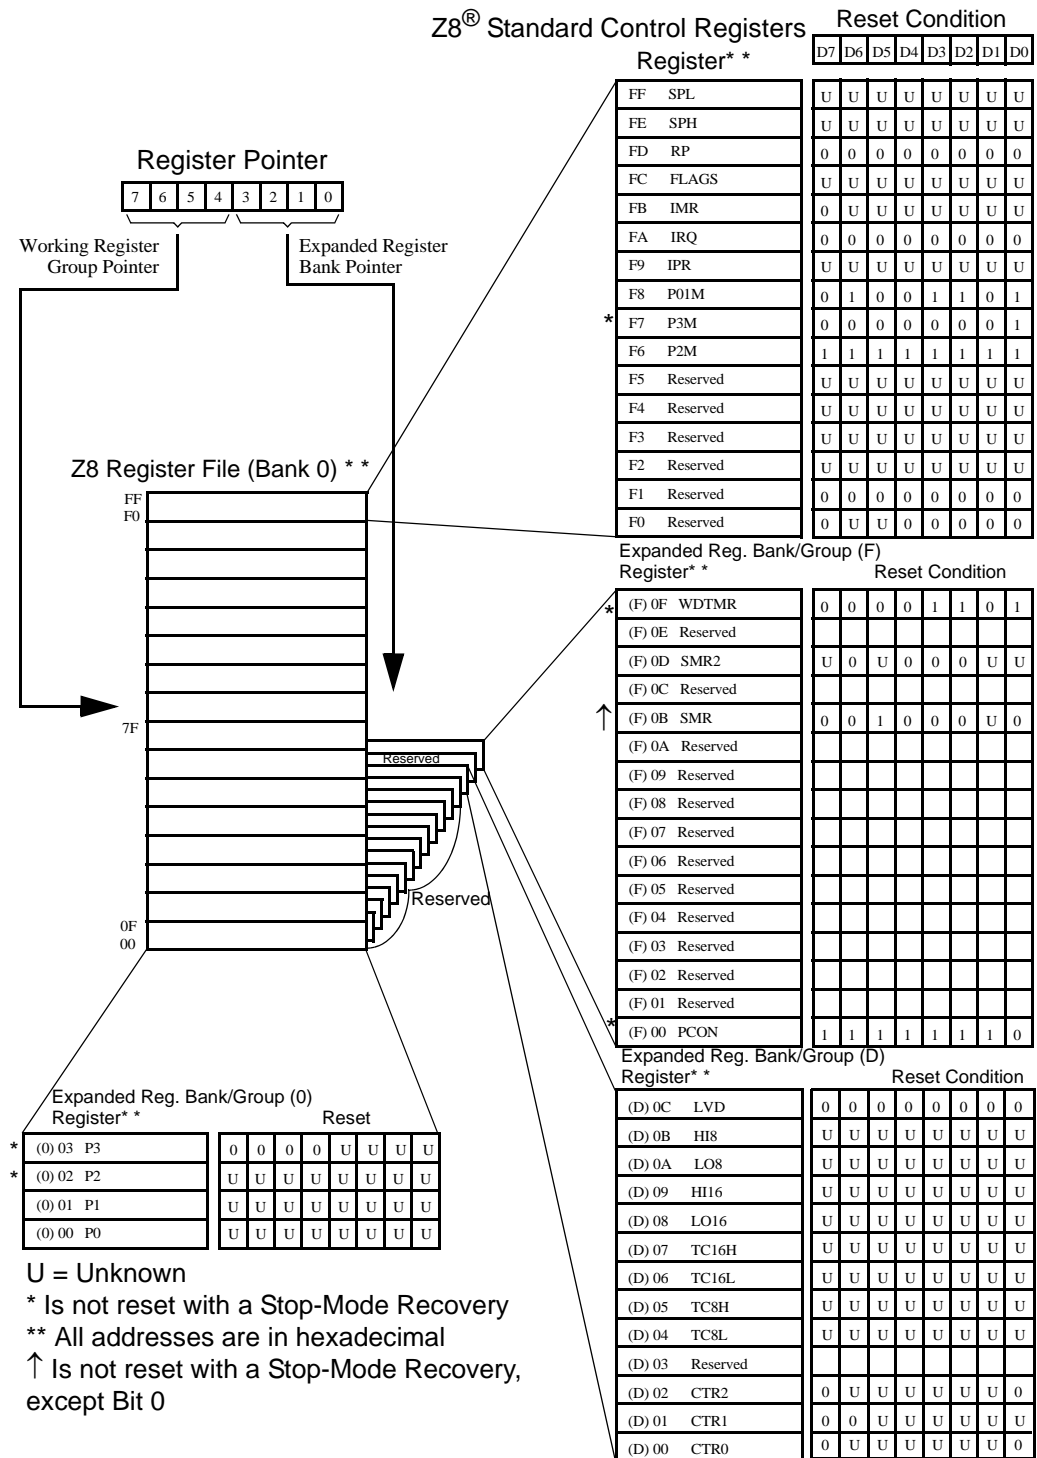 Z8® Standard Control Registers
Reset Condition
Register* *
D7 D6 D5 D4 D3 D2 D1 D0
FF SPL U U U U U U U U
FE SPH U U U U U U U U
FD RP 0 0 0 0 0 0 0 0
FC FLAGS U U U U U U U U
FB IMR 0 U U U U U U U
FA IRQ 0 0 0 0 0 0 0 0
F9 IPR U U U U U U U U
F8 P01M 0 1 0 0 1 1 0 1
* F7 P3M 0 0 0 0 0 0 0 1
F6 P2M 1 1 1 1 1 1 1 1
F5 Reserved U U U U U U U U
F4 Reserved U U U U U U U U
F3 Reserved U U U U U U U U
F2 Reserved U U U U U U U U
F1 Reserved 0 0 0 0 0 0 0 0
F0 Reserved 0 U U 0 0 0 0 0
Register Pointer
7 6 5 4 3 2 1 0
Working Register
Group Pointer
Expanded Register
Bank Pointer
Z8 Register File (Bank 0) * *
FF
F0
7F
0F
00
Reserved
Reserved
Expanded Reg. Bank/Group (F)
Register* *
Reset Condition
* (F) 0F WDTMR 0 0 0 0 1 1 0 1
(F) 0E Reserved
(F) 0D SMR2 U 0 U 0 0 0 U U
(F) 0C Reserved
↑ (F) 0B SMR 0 0 1 0 0 0 U 0
(F) 0A Reserved
(F) 09 Reserved
(F) 08 Reserved
(F) 07 Reserved
(F) 06 Reserved
(F) 05 Reserved
(F) 04 Reserved
(F) 03 Reserved
(F) 02 Reserved
(F) 01 Reserved
* (F) 00 PCON 1 1 1 1 1 1 1 0
Expanded Reg. Bank/Group (D)
Register* *
Reset Condition
(D) 0C LVD 0 0 0 0 0 0 0 0
(D) 0B HI8 U U U U U U U U
(D) 0A LO8 U U U U U U U U
(D) 09 HI16 U U U U U U U U
(D) 08 LO16 U U U U U U U U
(D) 07 TC16H U U U U U U U U
(D) 06 TC16L U U U U U U U U
(D) 05 TC8H U U U U U U U U
(D) 04 TC8L U U U U U U U U
(D) 03 Reserved
(D) 02 CTR2 0 U U U U U U 0
(D) 01 CTR1 0 0 U U U U U U
(D) 00 CTR0 0 U U U U U U 0
Expanded Reg. Bank/Group (0)
Register* *
Reset
* (0) 03 P3 0 0 0 0 U U U U
* (0) 02 P2 U U U U U U U U
(0) 01 P1 U U U U U U U U
(0) 00 P0 U U U U U U U U
U = Unknown
* Is not reset with a Stop-Mode Recovery
** All addresses are in hexadecimal
↑ Is not reset with a Stop-Mode Recovery,
except Bit 0